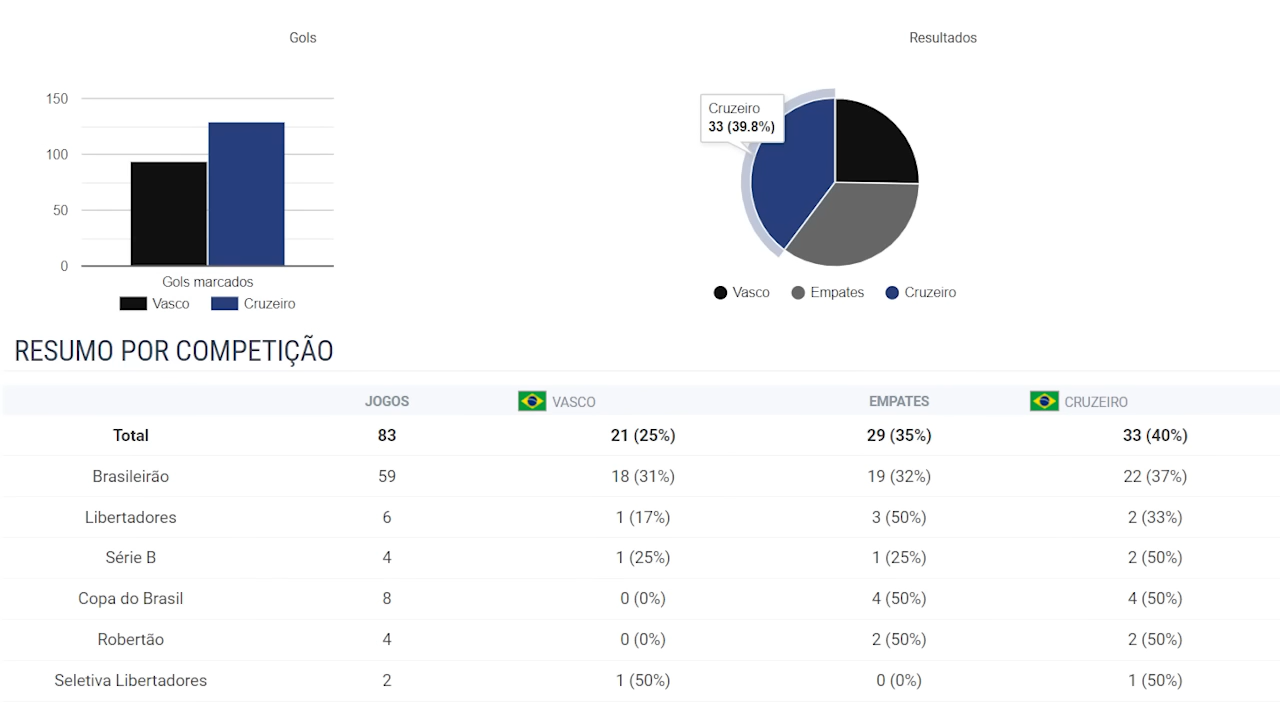 Gols
150
100
50
0
Gols marcados
Vasco Cruzeiro
Resultados
Cruzeiro
33 (39.8%)
Vasco Empates Cruzeiro
RESUMO POR COMPETIÇÃO
JOGOS VASCO EMPATES CRUZEIRO
Total 83 21 (25%) 29 (35%) 33 (40%)
Brasileirão 59 18 (31%) 19 (32%) 22 (37%)
Libertadores 6 1 (17%) 3 (50%) 2 (33%)
Série B 4 1 (25%) 1 (25%) 2 (50%)
Copa do Brasil 8 0 (0%) 4 (50%) 4 (50%)
Robertão 4 0 (0%) 2 (50%) 2 (50%)
Seletiva Libertadores 2 1 (50%) 0 (0%) 1 (50%)